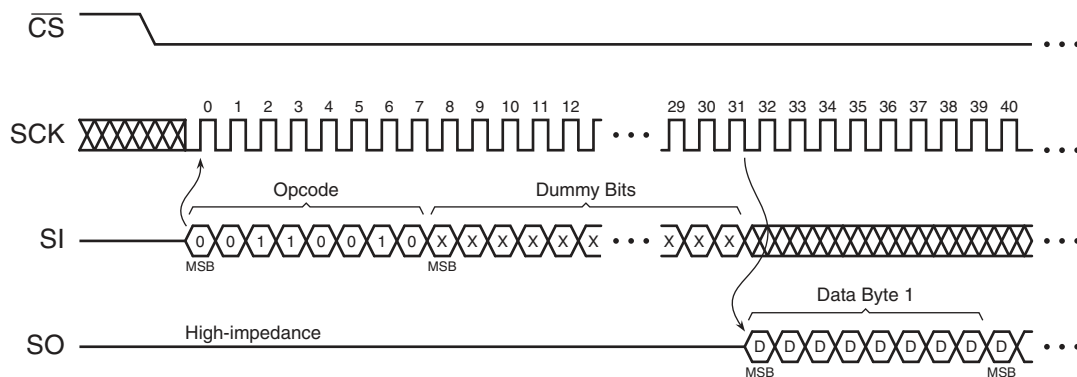 CS
SCK
0 1 2 3 4 5 6 7 8 9 10 11 12 29 30 31 32 33 34 35 36 37 38 39 40
Opcode Dummy Bits
SI
0 0 1 1 0 0 1 0 X X X X X X X X X
MSB MSB
Data Byte 1
SO
High-impedance
D D D D D D D D D
MSB MSB